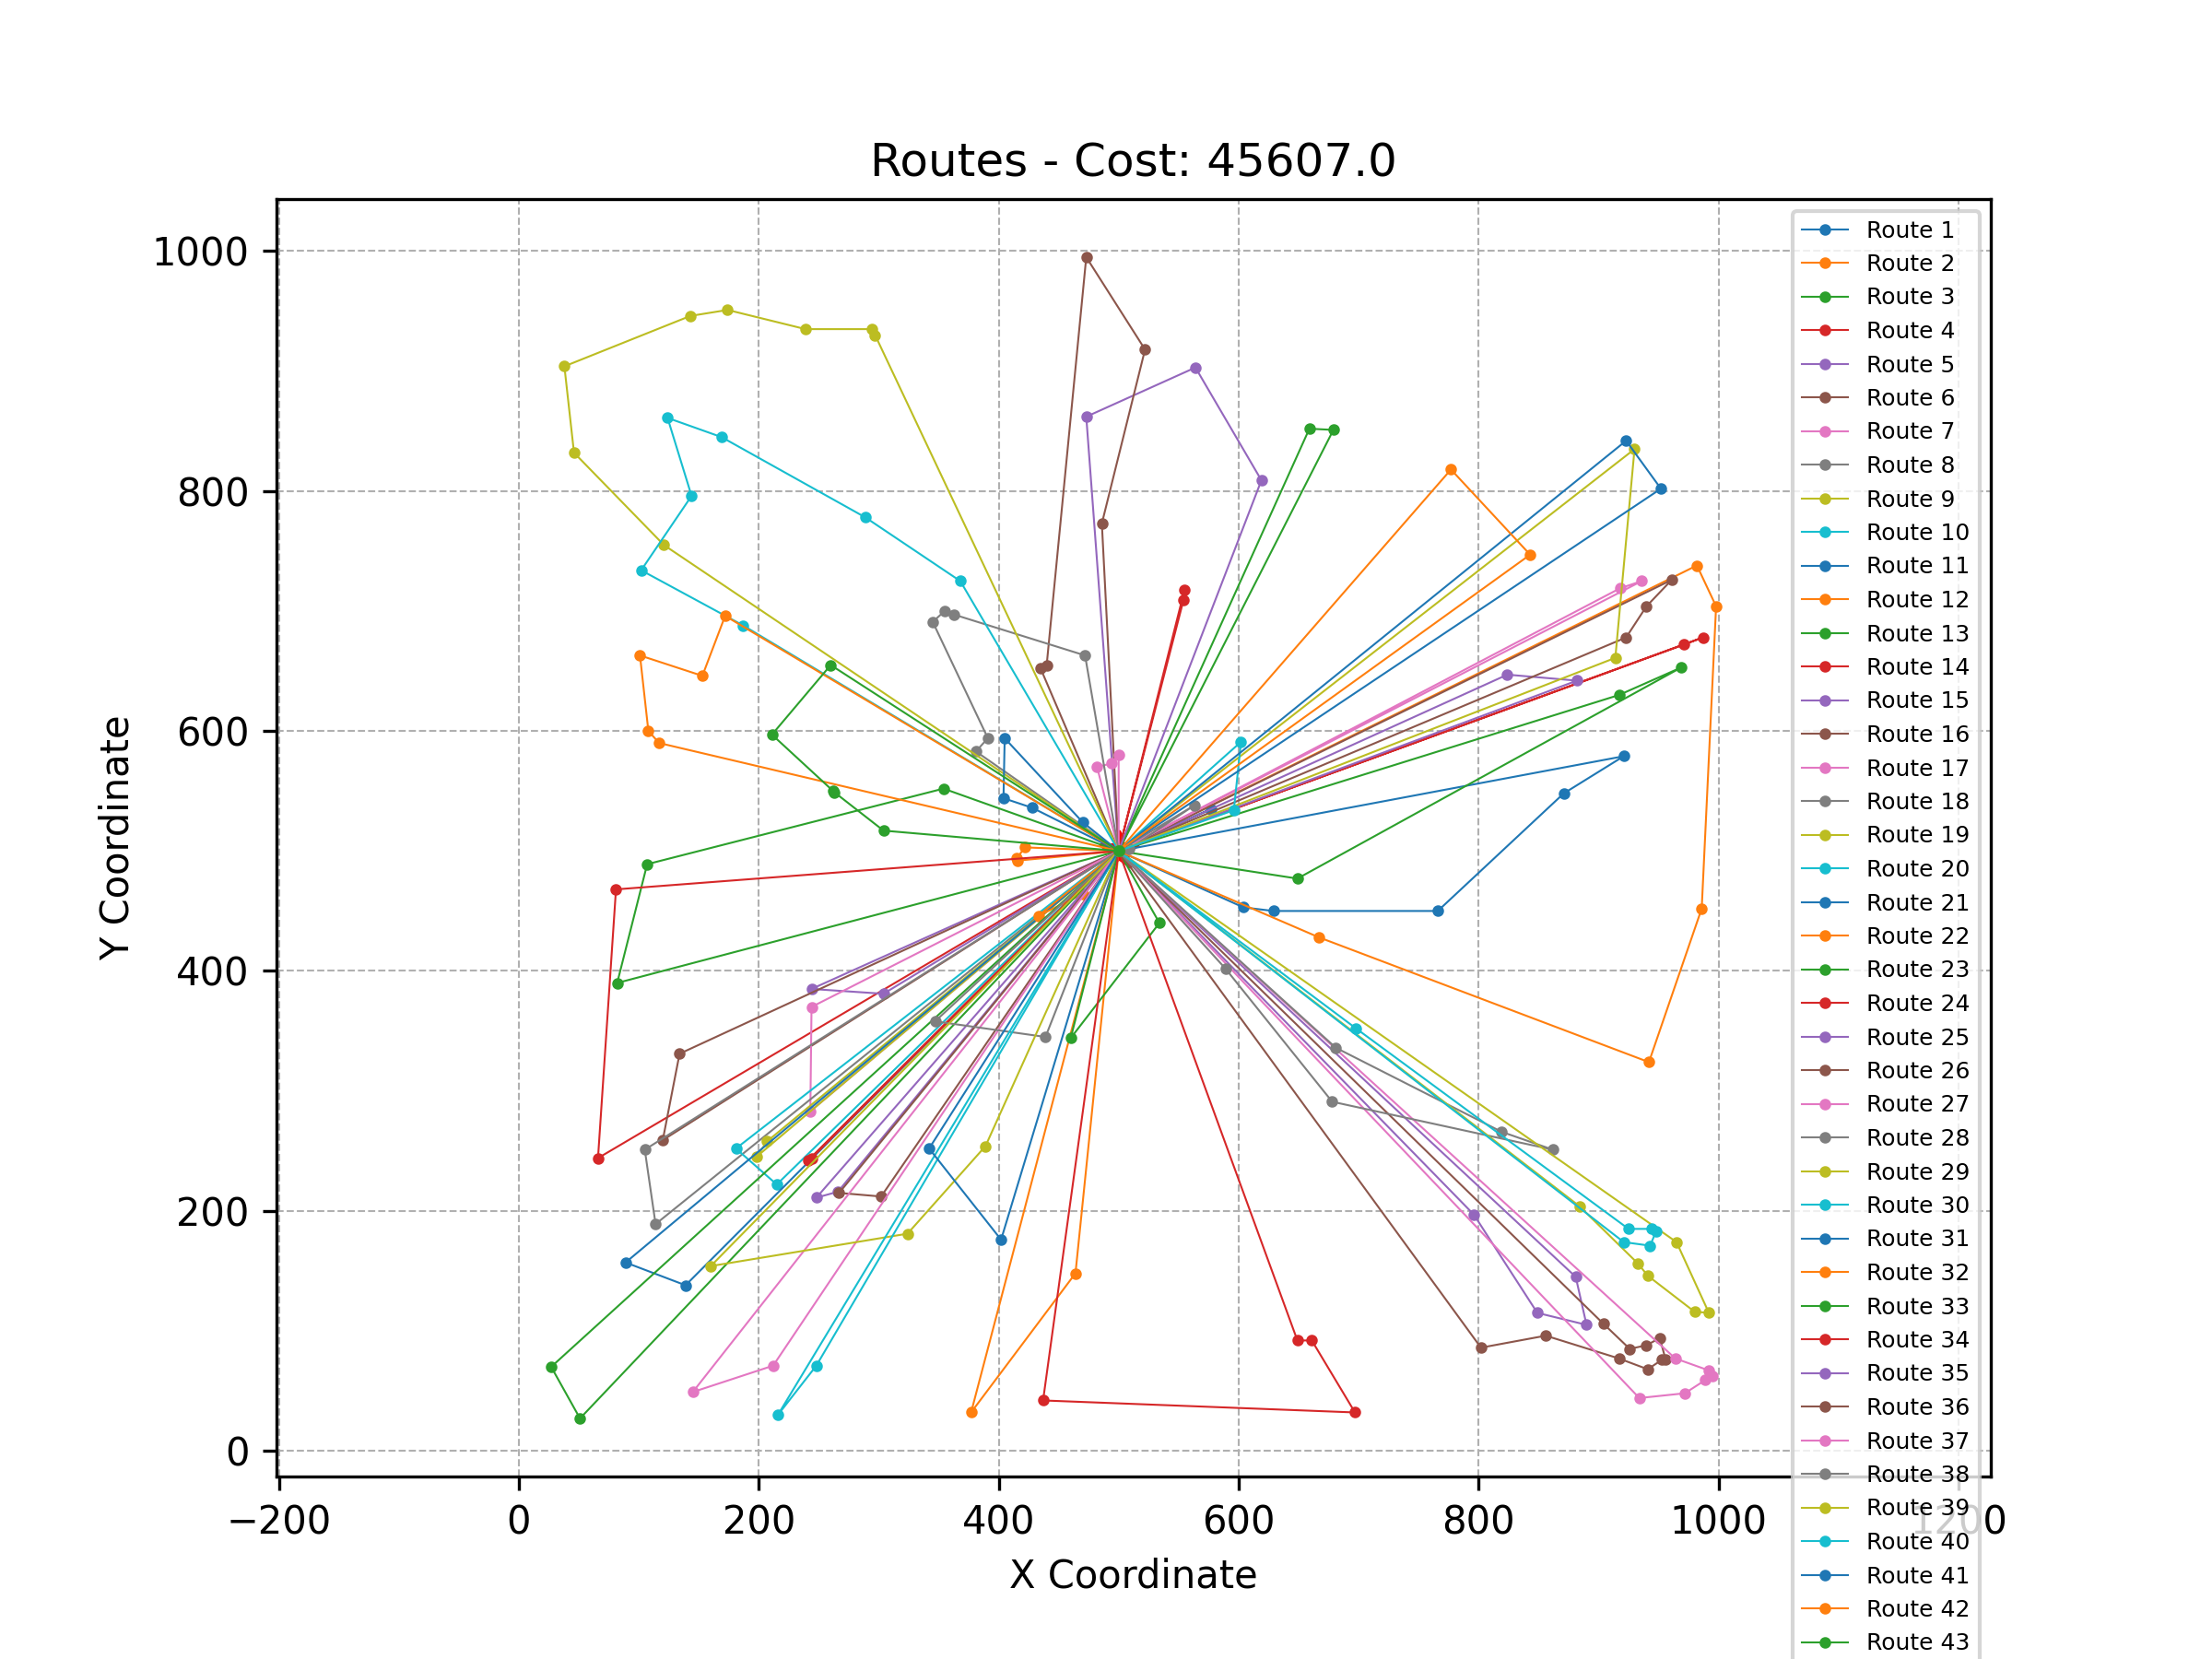 Routes - Cost: 45607.0
Y Coordinate
1000
800
600
400
200
0
−200
0
200
400
600
800
1000
1200
X Coordinate
Route 1
Route 2
Route 3
Route 4
Route 5
Route 6
Route 7
Route 8
Route 9
Route 10
Route 11
Route 12
Route 13
Route 14
Route 15
Route 16
Route 17
Route 18
Route 19
Route 20
Route 21
Route 22
Route 23
Route 24
Route 25
Route 26
Route 27
Route 28
Route 29
Route 30
Route 31
Route 32
Route 33
Route 34
Route 35
Route 36
Route 37
Route 38
Route 39
Route 40
Route 41
Route 42
Route 43